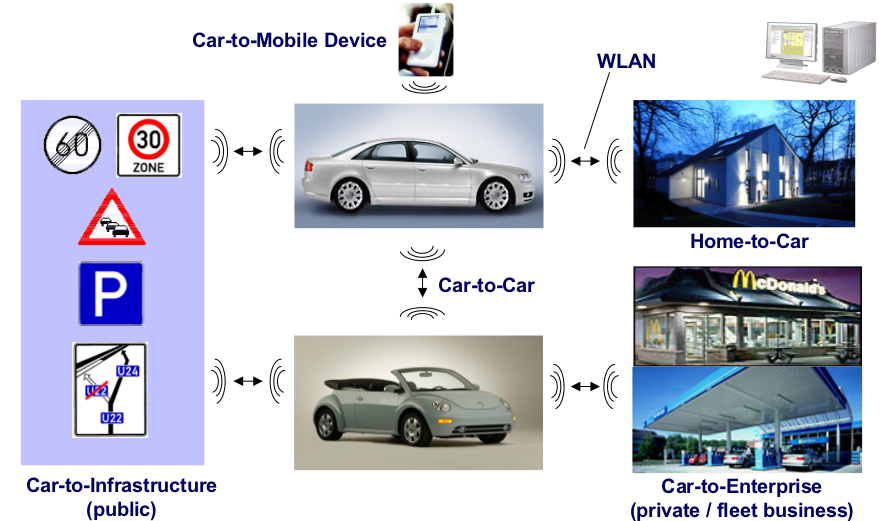 Car-to-Mobile Device
WLAN
60
30
ZONE
Home-to-Car
P
Car-to-Car
McDonald's
U24
U22
U22
Car-to-Infrastructure
(public)
Car-to-Enterprise
(private / fleet business)